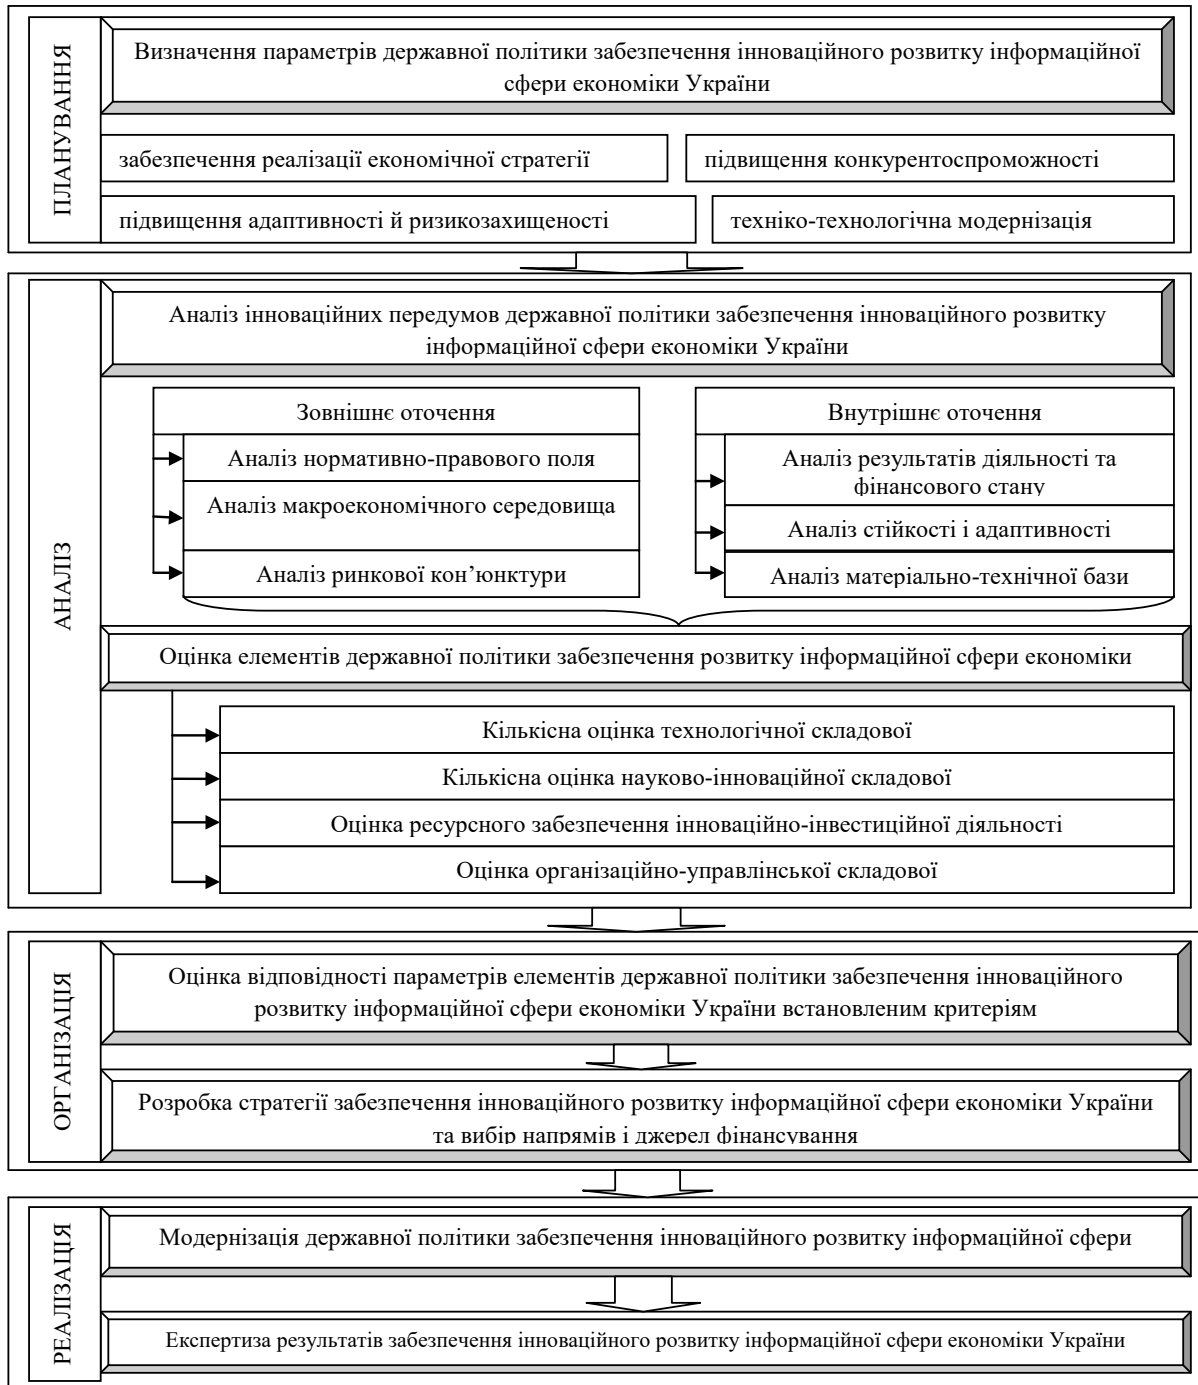 ПЛАНУВАННЯ
Визначення параметрів державної політики забезпечення інноваційного розвитку інформаційної
сфери економіки України
забезпечення реалізації економічної стратегії
підвищення конкурентоспроможності
підвищення адаптивності й ризикозахищеності
техніко-технологічна модернізація
АНАЛІЗ
Аналіз інноваційних передумов державної політики забезпечення інноваційного розвитку
інформаційної сфери економіки України
Зовнішнє оточення
Аналіз нормативно-правового поля
Аналіз макроекономічного середовища
Аналіз ринкової кон’юнктури
Внутрішнє оточення
Аналіз результатів діяльності та
фінансового стану
Аналіз стійкості і адаптивності
Аналіз матеріально-технічної бази
Оцінка елементів державної політики забезпечення розвитку інформаційної сфери економіки
Кількісна оцінка технологічної складової
Кількісна оцінка науково-інноваційної складової
Оцінка ресурсного забезпечення інноваційно-інвестиційної діяльності
Оцінка організаційно-управлінської складової
ОРГАНІЗАЦІЯ
Оцінка відповідності параметрів елементів державної політики забезпечення інноваційного
розвитку інформаційної сфери економіки України встановленим критеріям
Розробка стратегії забезпечення інноваційного розвитку інформаційної сфери економіки України
та вибір напрямів і джерел фінансування
РЕАЛІЗАЦІЯ
Модернізація державної політики забезпечення інноваційного розвитку інформаційної сфери
Експертиза результатів забезпечення інноваційного розвитку інформаційної сфери економіки України